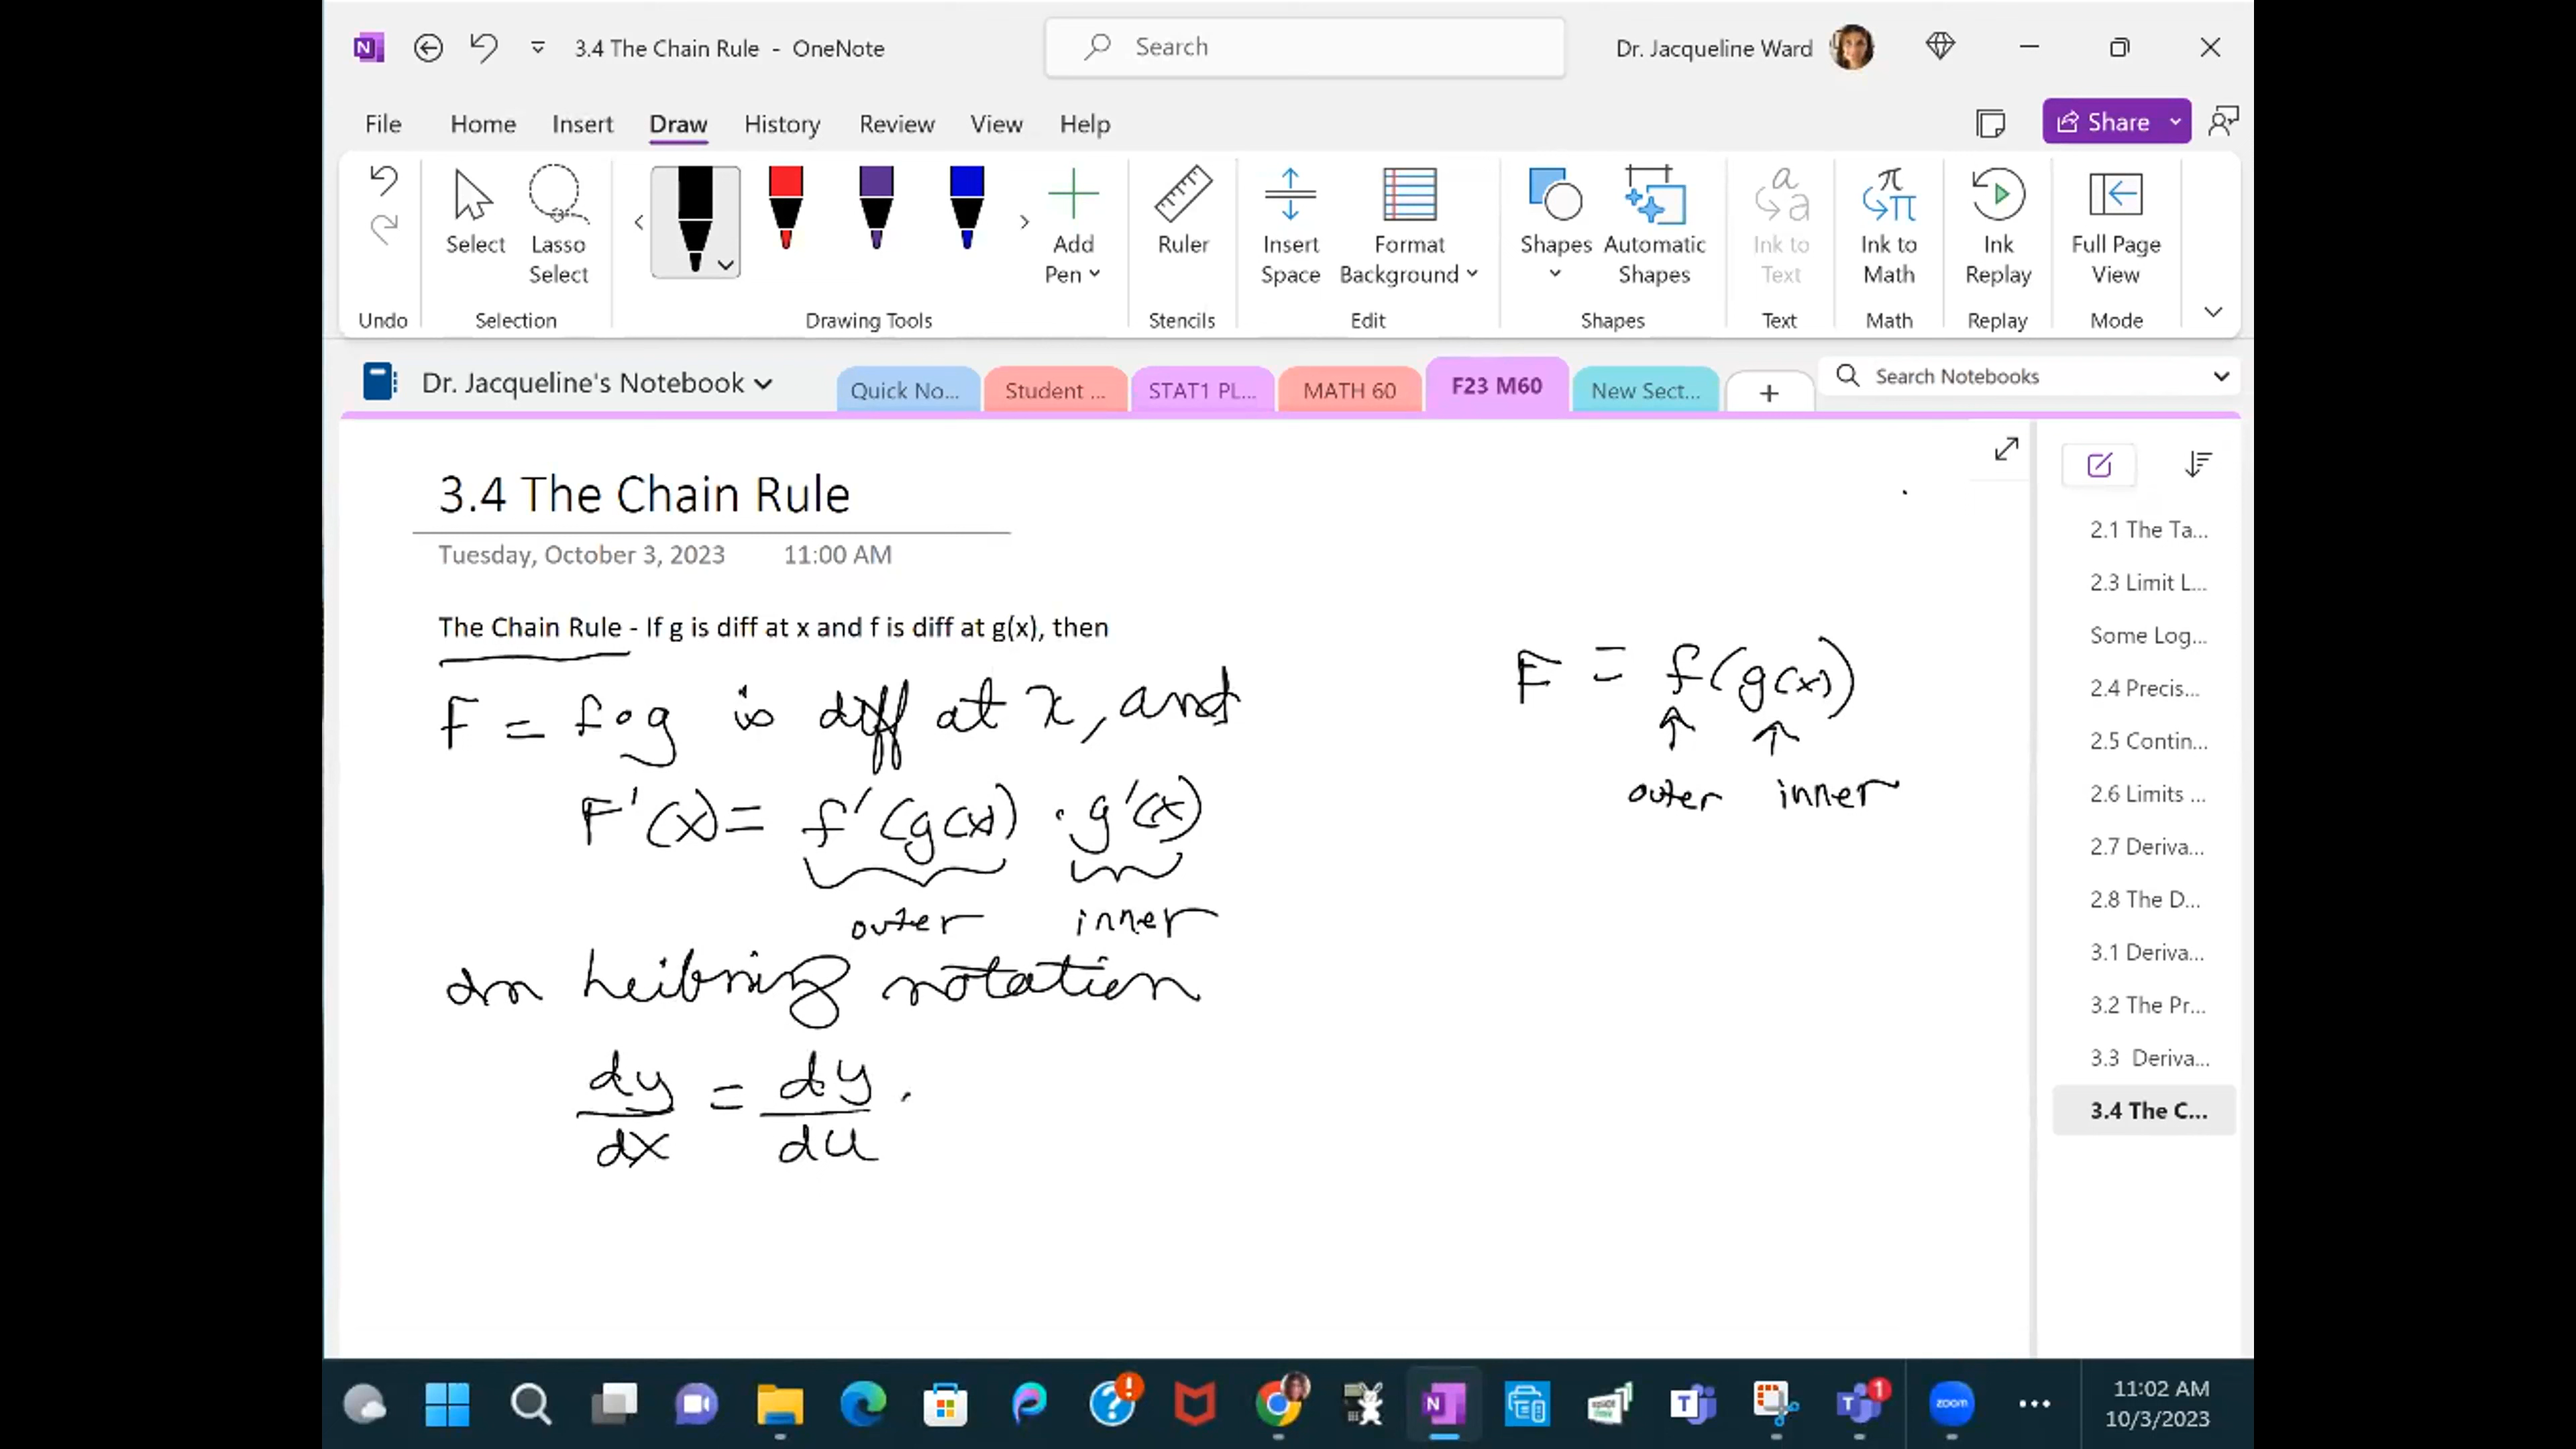 3.4 The Chain Rule - OneNote
Search
Dr. Jacqueline Ward
File Home Insert Draw History Review View Help
Share
Select
Lasso Select
Add Pen
Ruler
Insert Space
Format Background
Shapes
Automatic Shapes
Ink to Text
Ink to Math
Ink Replay
Full Page View
Undo Selection Drawing Tools Stencils Edit Shapes Text Math Replay Mode
Dr. Jacqueline's Notebook
Quick No... Student ... STAT1 PL... MATH 60 F23 M60 New Sect... +
Search Notebooks
3.4 The Chain Rule
Tuesday, October 3, 2023 11:00 AM
The Chain Rule - If g is diff at x and f is diff at g(x), then
F = f∘g is diff at x, and
F'(x) = f'(g(x)) · g'(x)
outer inner
In Leibniz notation
dy/dx = dy/du ·
F = f(g(x))
↑ ↑
outer inner
2.1 The Ta...
2.3 Limit L...
Some Log...
2.4 Precis...
2.5 Contin...
2.6 Limits ...
2.7 Deriva...
2.8 The D...
3.1 Deriva...
3.2 The Pr...
3.3 Deriva...
3.4 The C...
zoom
11:02 AM
10/3/2023